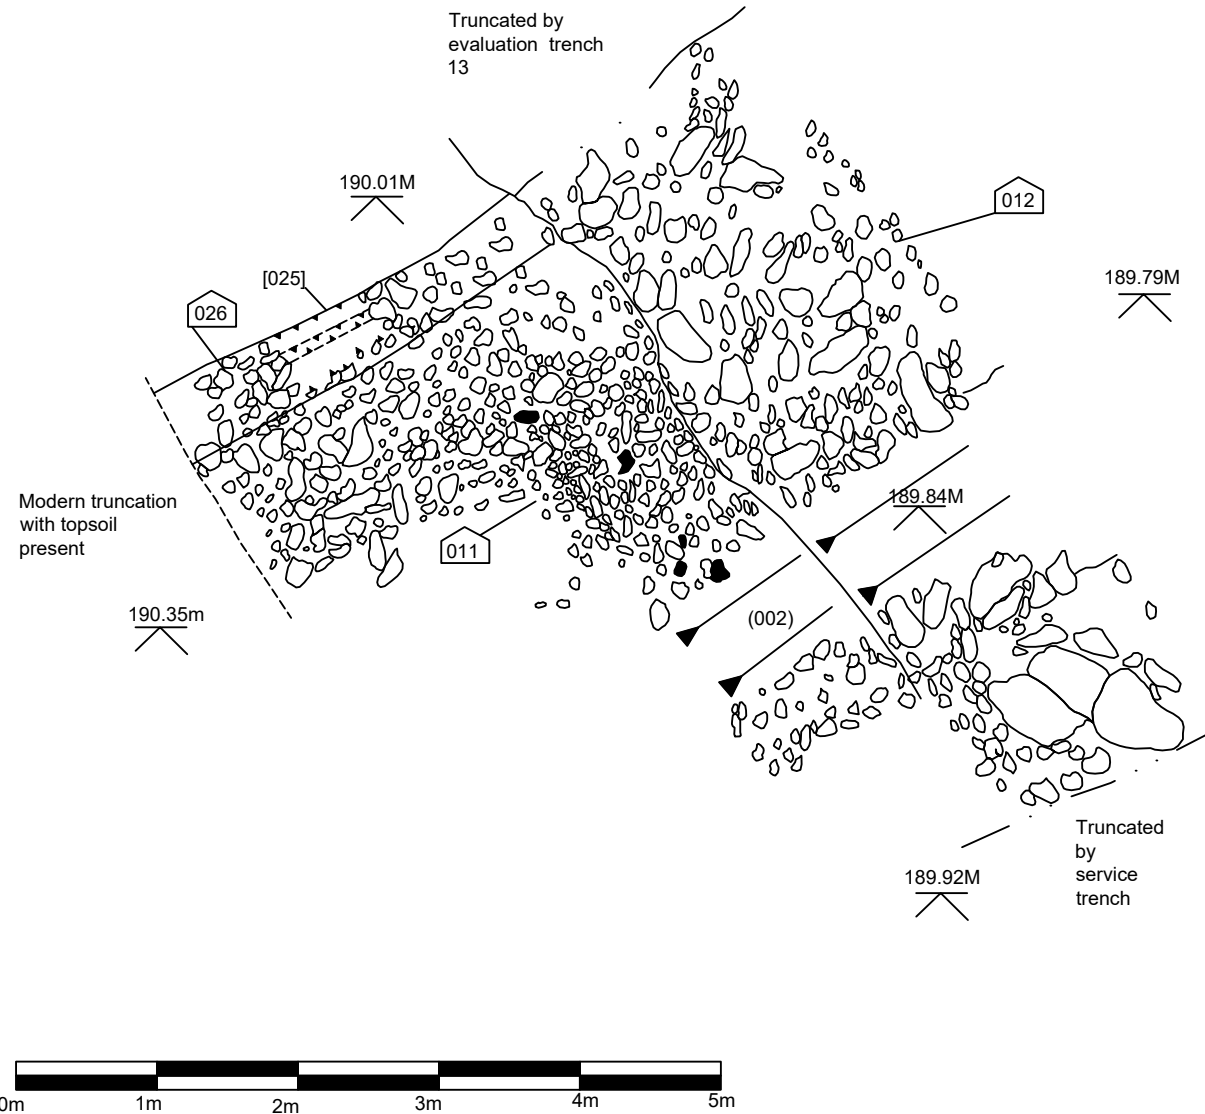 Truncated by
evaluation trench
13
190.01M
012
[025]
189.79M
026
Modern truncation
with topsoil
present
189.84M
011
190.35m
(002)
Truncated
by
service
trench
189.92M
0m 1m 2m 3m 4m 5m